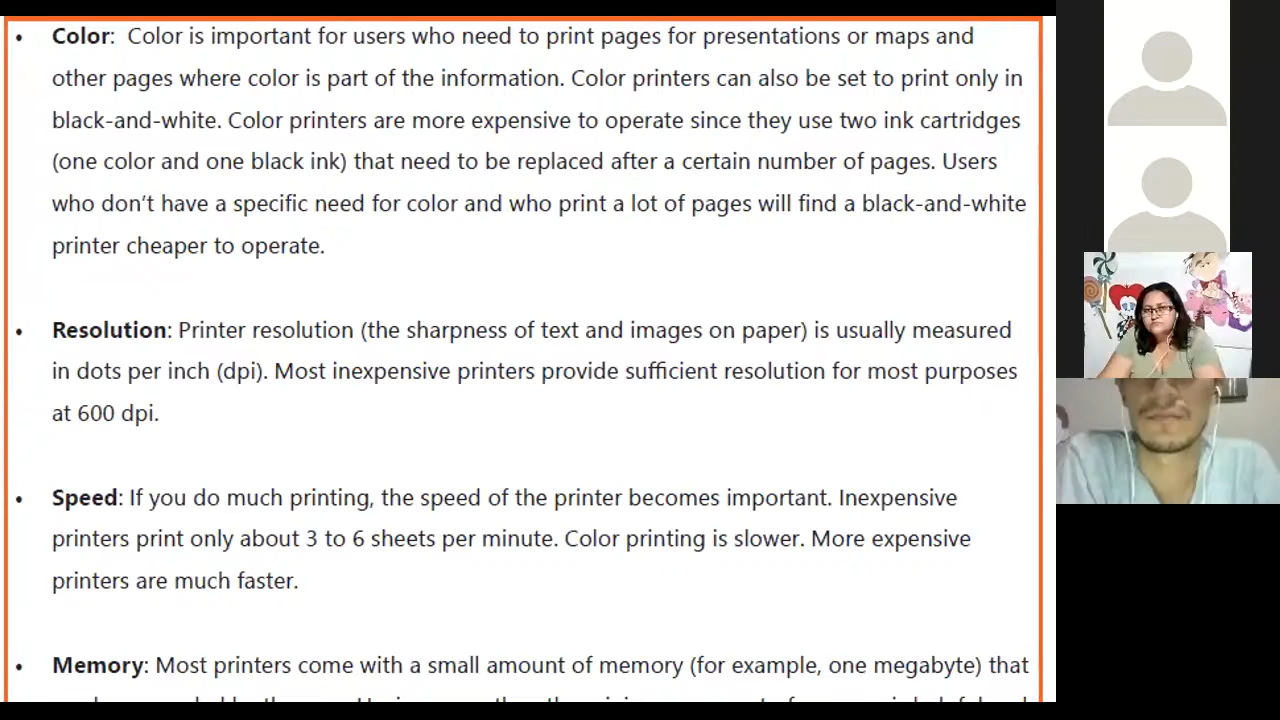 • Color:  Color is important for users who need to print pages for presentations or maps and
other pages where color is part of the information. Color printers can also be set to print only in
black-and-white. Color printers are more expensive to operate since they use two ink cartridges
(one color and one black ink) that need to be replaced after a certain number of pages. Users
who don’t have a specific need for color and who print a lot of pages will find a black-and-white
printer cheaper to operate.
• Resolution: Printer resolution (the sharpness of text and images on paper) is usually measured
in dots per inch (dpi). Most inexpensive printers provide sufficient resolution for most purposes
at 600 dpi.
• Speed: If you do much printing, the speed of the printer becomes important. Inexpensive
printers print only about 3 to 6 sheets per minute. Color printing is slower. More expensive
printers are much faster.
• Memory: Most printers come with a small amount of memory (for example, one megabyte) that